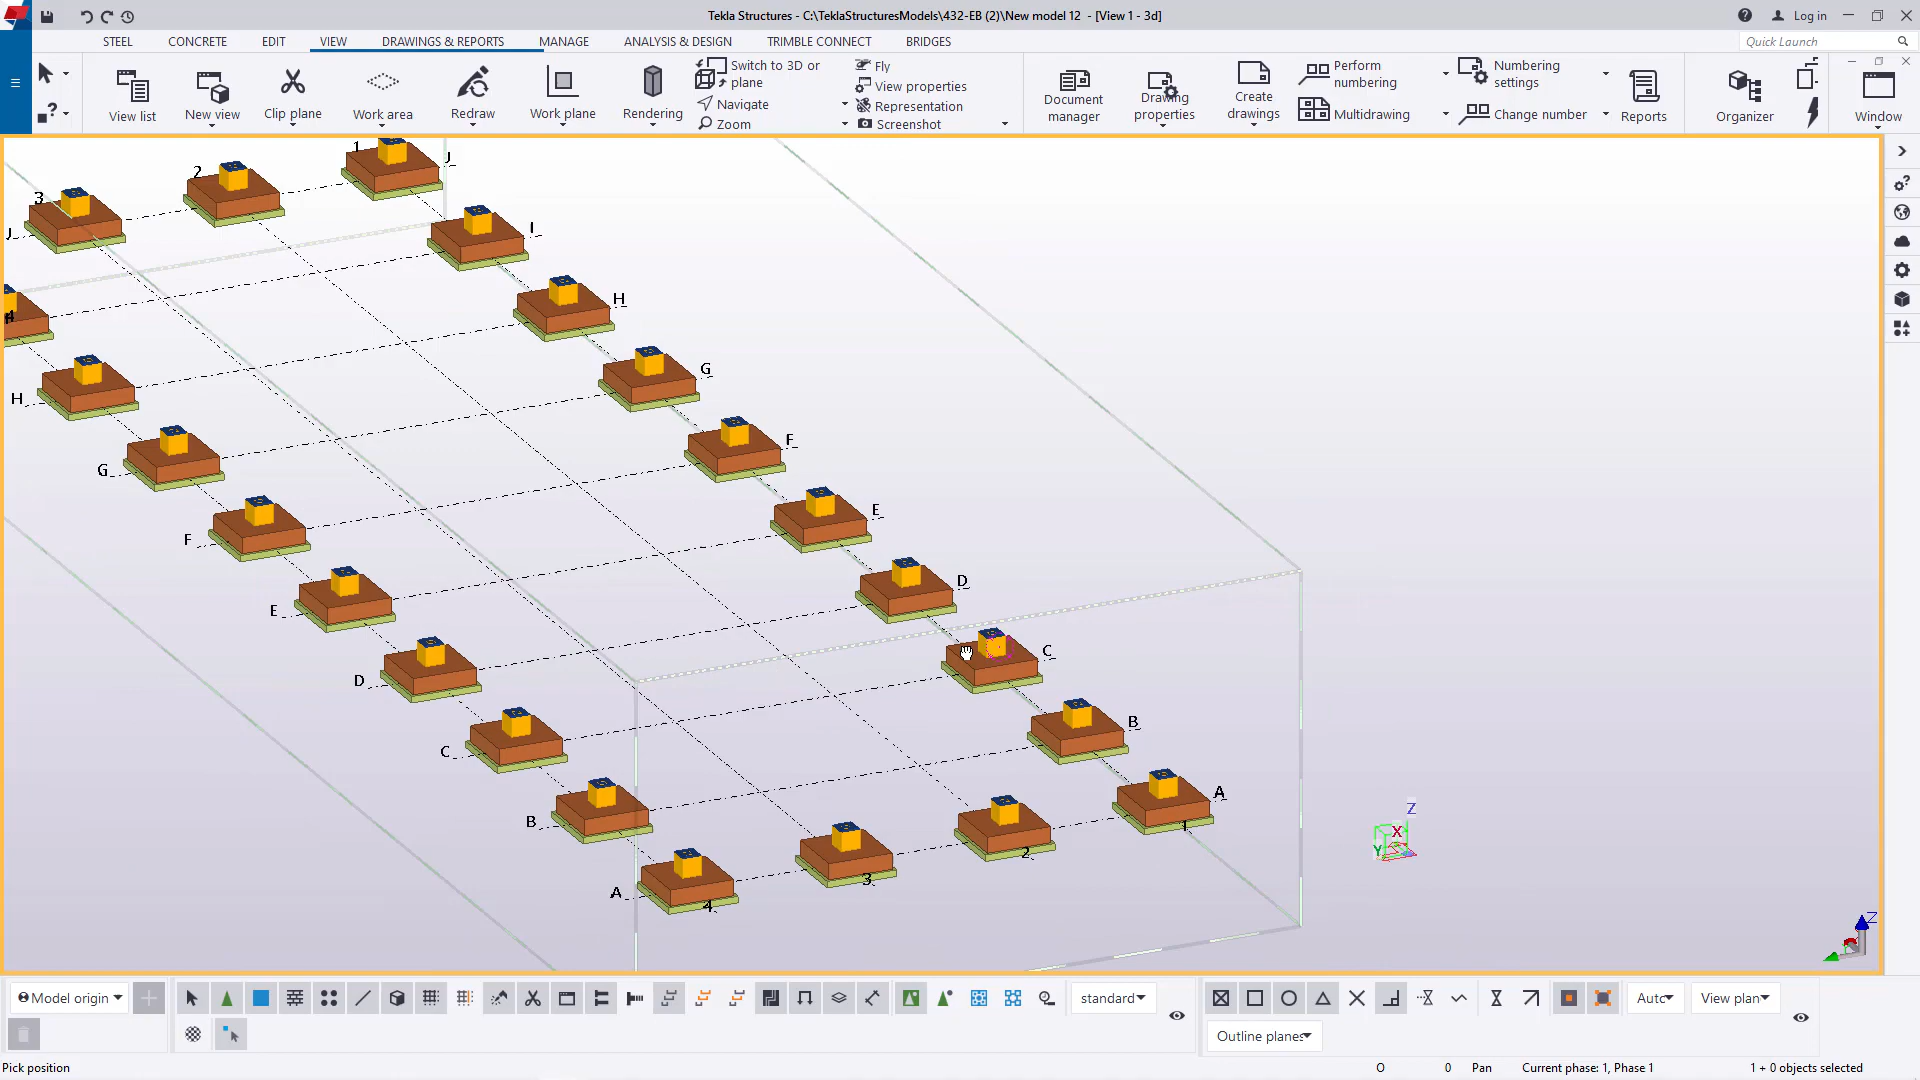 Tekla Structures - C:\TeklaStructuresModels\432-EB (2)\New model 12 - [View 1 - 3d]
Log in
STEEL CONCRETE EDIT VIEW DRAWINGS & REPORTS MANAGE ANALYSIS & DESIGN TRIMBLE CONNECT BRIDGES
Quick Launch
View list
New view
Clip plane
Work area
Redraw
Work plane
Rendering
Switch to 3D or plane
Navigate
Zoom
Fly
View properties
Representation
Screenshot
Document manager
Drawing properties
Create drawings
Perform numbering
Multidrawing
Numbering settings
Change number
Reports
Organizer
Window
1 J
2
3
J
I
H
4
G
H
F
G
E
F
D
E
C
D
B
C
A
B
1
2
3
A
4
Z
X
Y
Z
Model origin
standard
Auto
View plan
Outline planes
Pick position
O 0 Pan Current phase: 1, Phase 1 1 + 0 objects selected